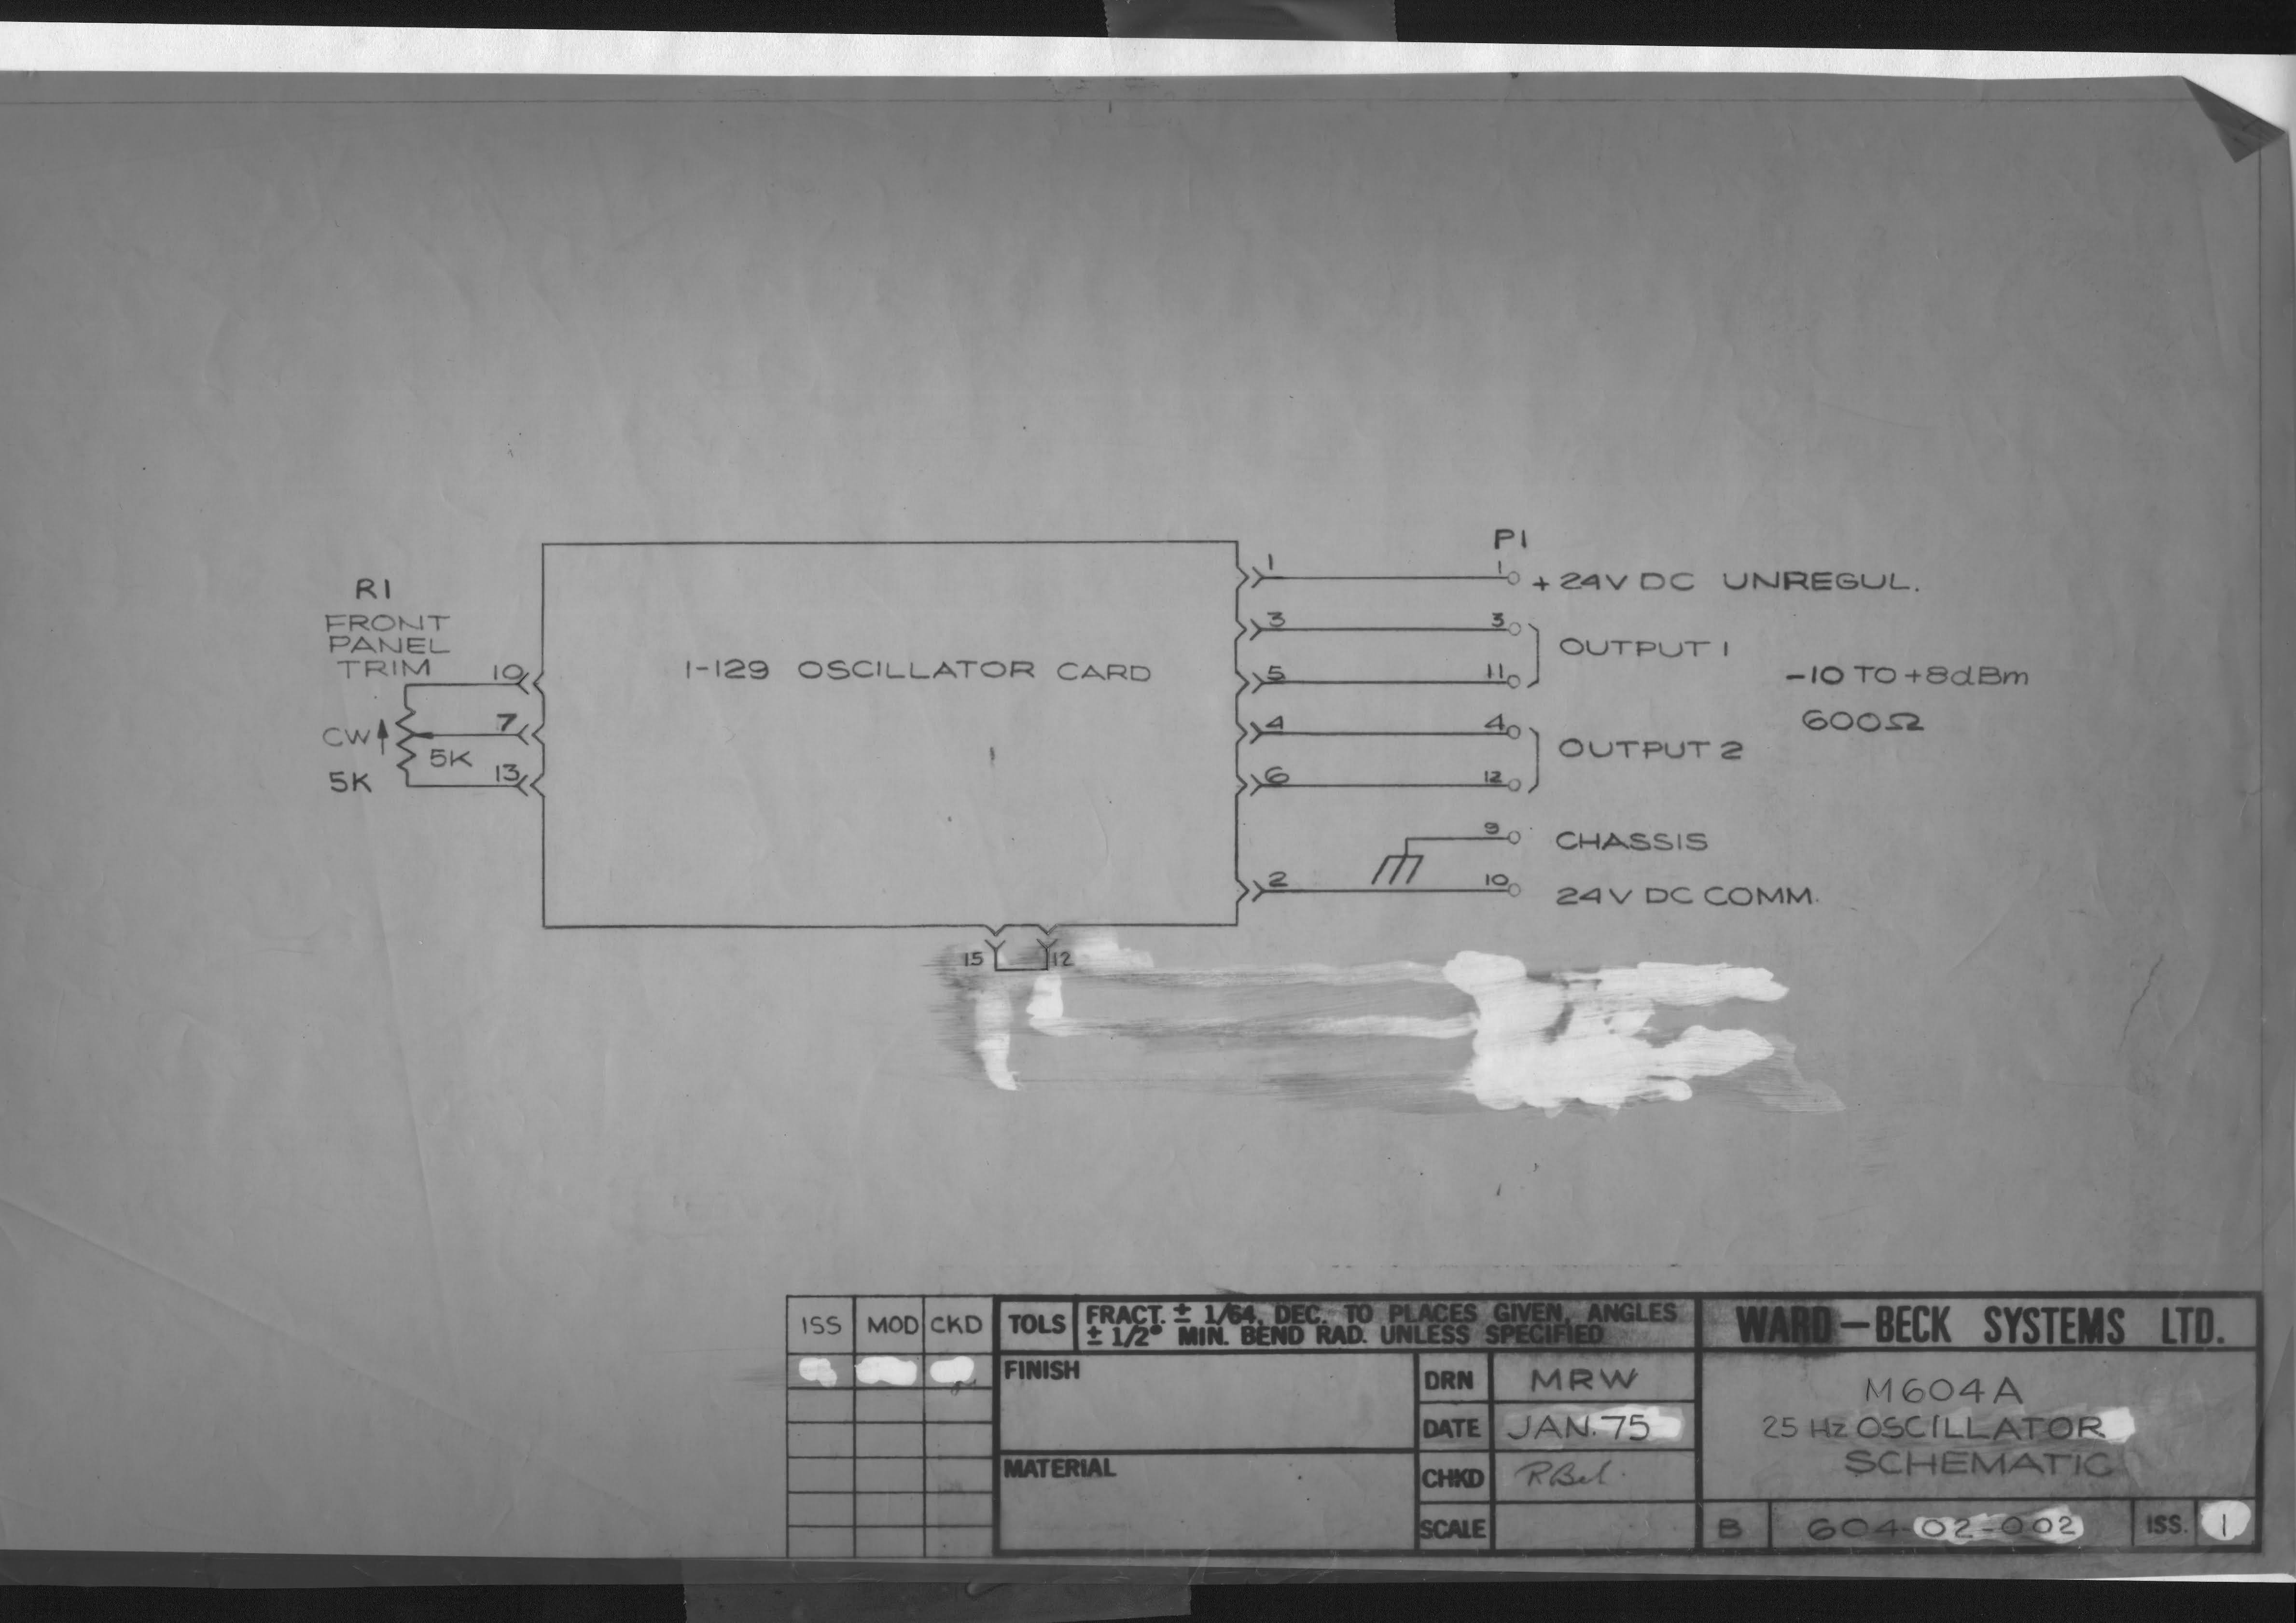 R1
FRONT
PANEL
TRIM
10
7
13
CW
5K
5K
1-129 OSCILLATOR CARD
P1
1 1 +24V DC UNREGUL.
3 3
OUTPUT 1
5 11
-10 TO +8dBm
600Ω
4 4
OUTPUT 2
6 12
9 CHASSIS
2 10 24V DC COMM.
15 12
ISS MOD CKD
TOLS FRACT. ± 1/64, DEC. TO PLACES GIVEN, ANGLES
± 1/2° MIN. BEND RAD. UNLESS SPECIFIED
FINISH
MATERIAL
DRN MRW
DATE JAN. 75
CHKD
SCALE
WARD-BECK SYSTEMS LTD.
M604A
25 Hz OSCILLATOR
SCHEMATIC
B 604-02-002 ISS. 1